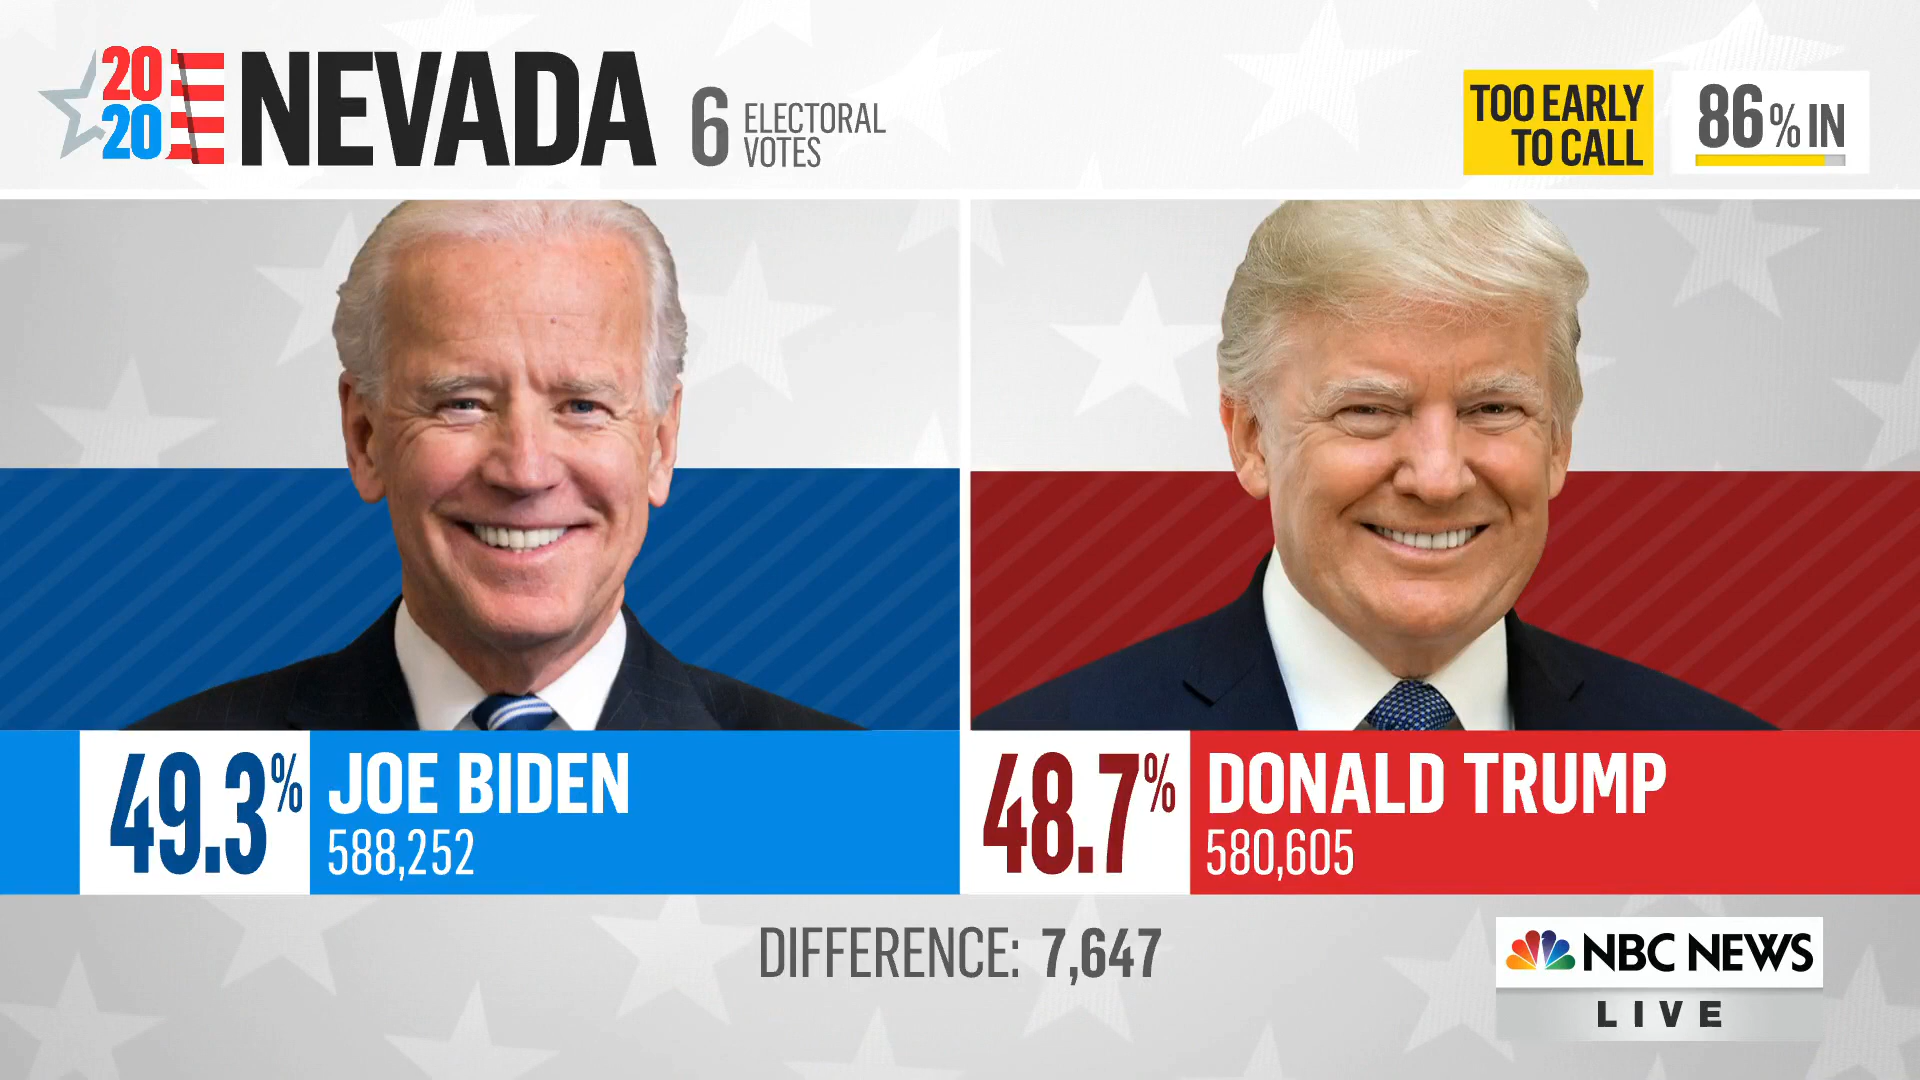 2020
NEVADA
6 ELECTORAL VOTES
TOO EARLY
TO CALL
86% IN
49.3%
JOE BIDEN
588,252
48.7%
DONALD TRUMP
580,605
DIFFERENCE: 7,647
NBC NEWS
LIVE